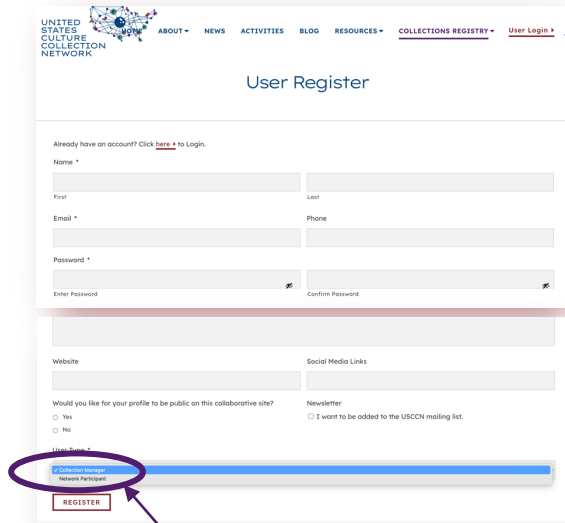 UNITED
STATES
CULTURE
COLLECTION
NETWORK
HOME ABOUT NEWS ACTIVITIES BLOG RESOURCES COLLECTIONS REGISTRY User Login
User Register
Already have an account? Click here to Login.
Name *
First Last
Email * Phone
Password *
Enter Password Confirm Password
Website Social Media Links
Would you like for your profile to be public on this collaborative site? Newsletter
Yes I want to be added to the USCCN mailing list.
No
User Type *
✓ Collection Manager
Network Participant
REGISTER